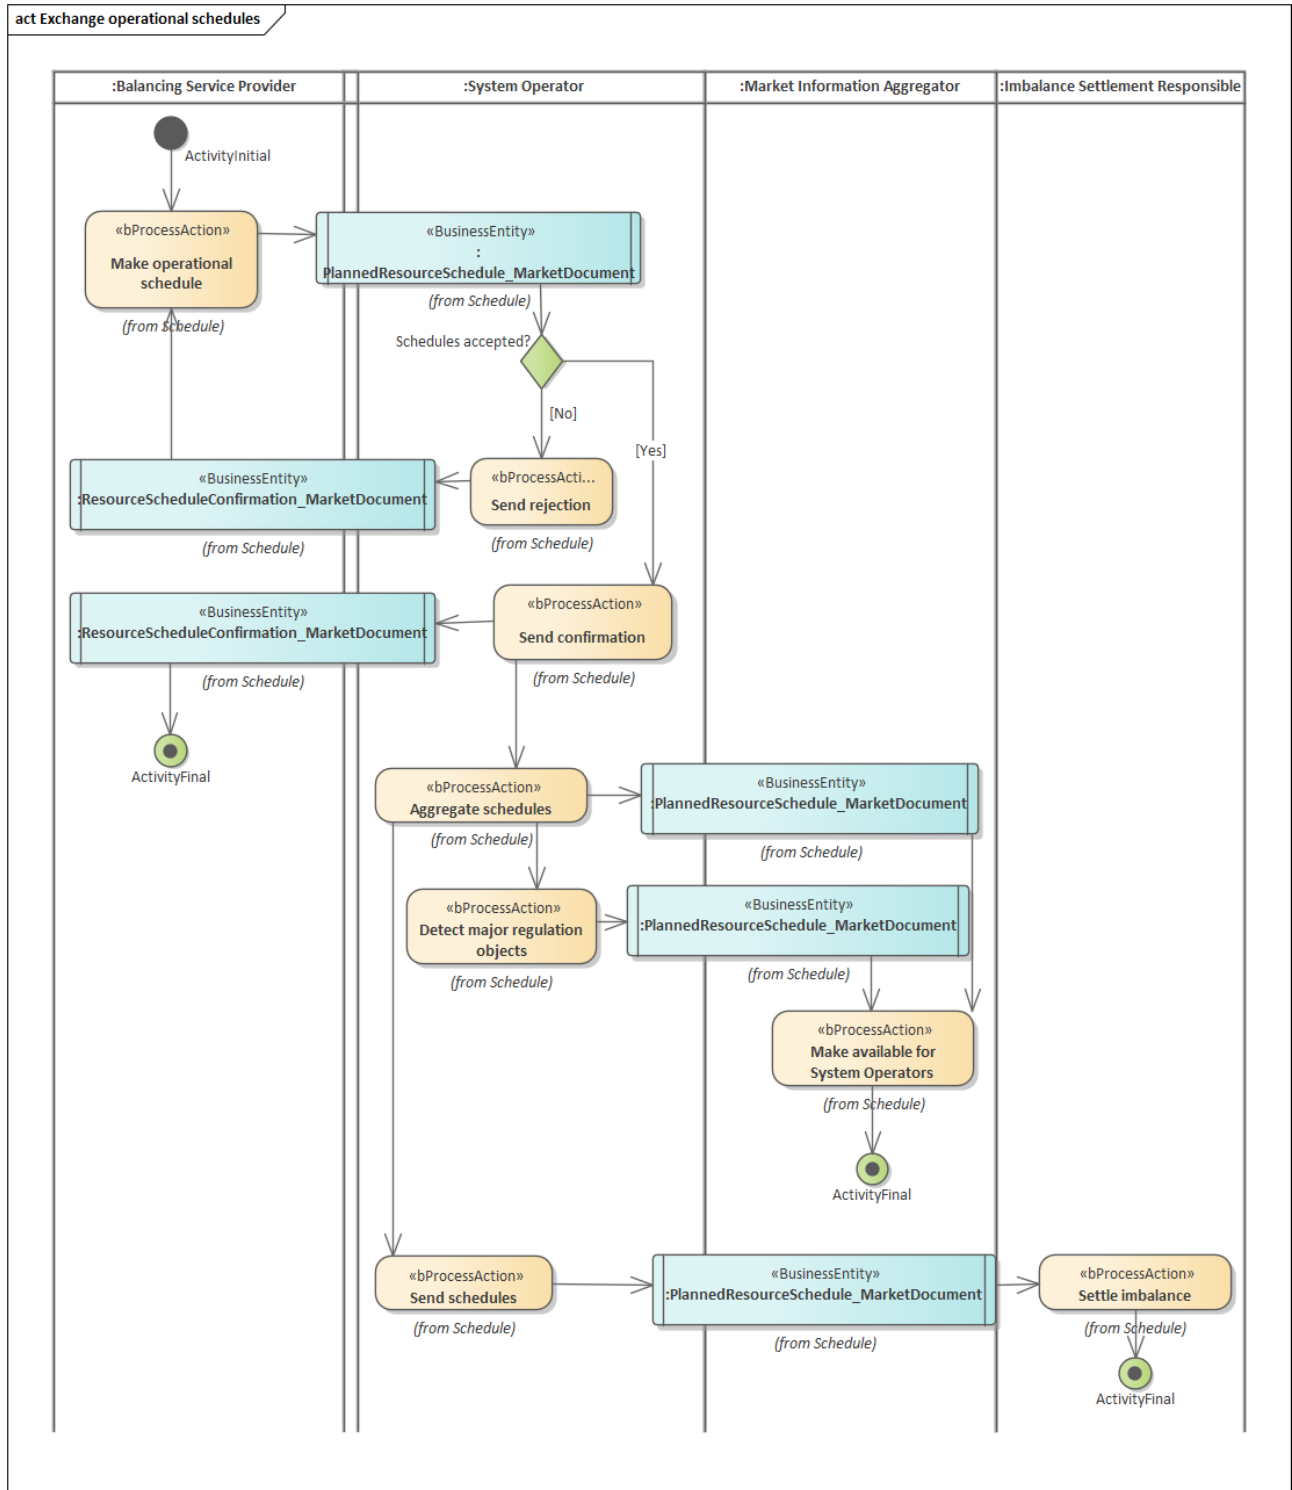 act Exchange operational schedules
:Balancing Service Provider
:System Operator
:Market Information Aggregator
:Imbalance Settlement Responsible
ActivityInitial
«bProcessAction»
Make operational
schedule
(from Schedule)
«BusinessEntity»
:
PlannedResourceSchedule_MarketDocument
(from Schedule)
Schedules accepted?
[No]
[Yes]
«BusinessEntity»
:ResourceScheduleConfirmation_MarketDocument
(from Schedule)
«bProcessActi...
Send rejection
(from Schedule)
«BusinessEntity»
:ResourceScheduleConfirmation_MarketDocument
(from Schedule)
«bProcessAction»
Send confirmation
(from Schedule)
ActivityFinal
«bProcessAction»
Aggregate schedules
(from Schedule)
«BusinessEntity»
:PlannedResourceSchedule_MarketDocument
(from Schedule)
«bProcessAction»
Detect major regulation
objects
(from Schedule)
«BusinessEntity»
:PlannedResourceSchedule_MarketDocument
(from Schedule)
«bProcessAction»
Make available for
System Operators
(from Schedule)
ActivityFinal
«bProcessAction»
Send schedules
(from Schedule)
«BusinessEntity»
:PlannedResourceSchedule_MarketDocument
(from Schedule)
«bProcessAction»
Settle imbalance
(from Schedule)
ActivityFinal